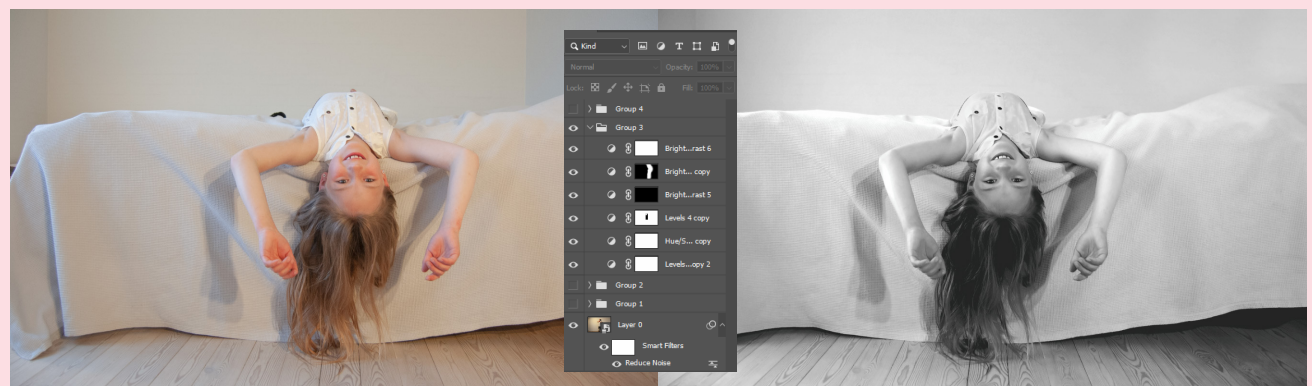 Kind
Normal Opacity: 100%
Lock: Fill: 100%
Group 4
Group 3
Bright...rast 6
Bright... copy
Bright...rast 5
Levels 4 copy
Hue/S... copy
Levels...opy 2
Group 2
Group 1
Layer 0
Smart Filters
Reduce Noise